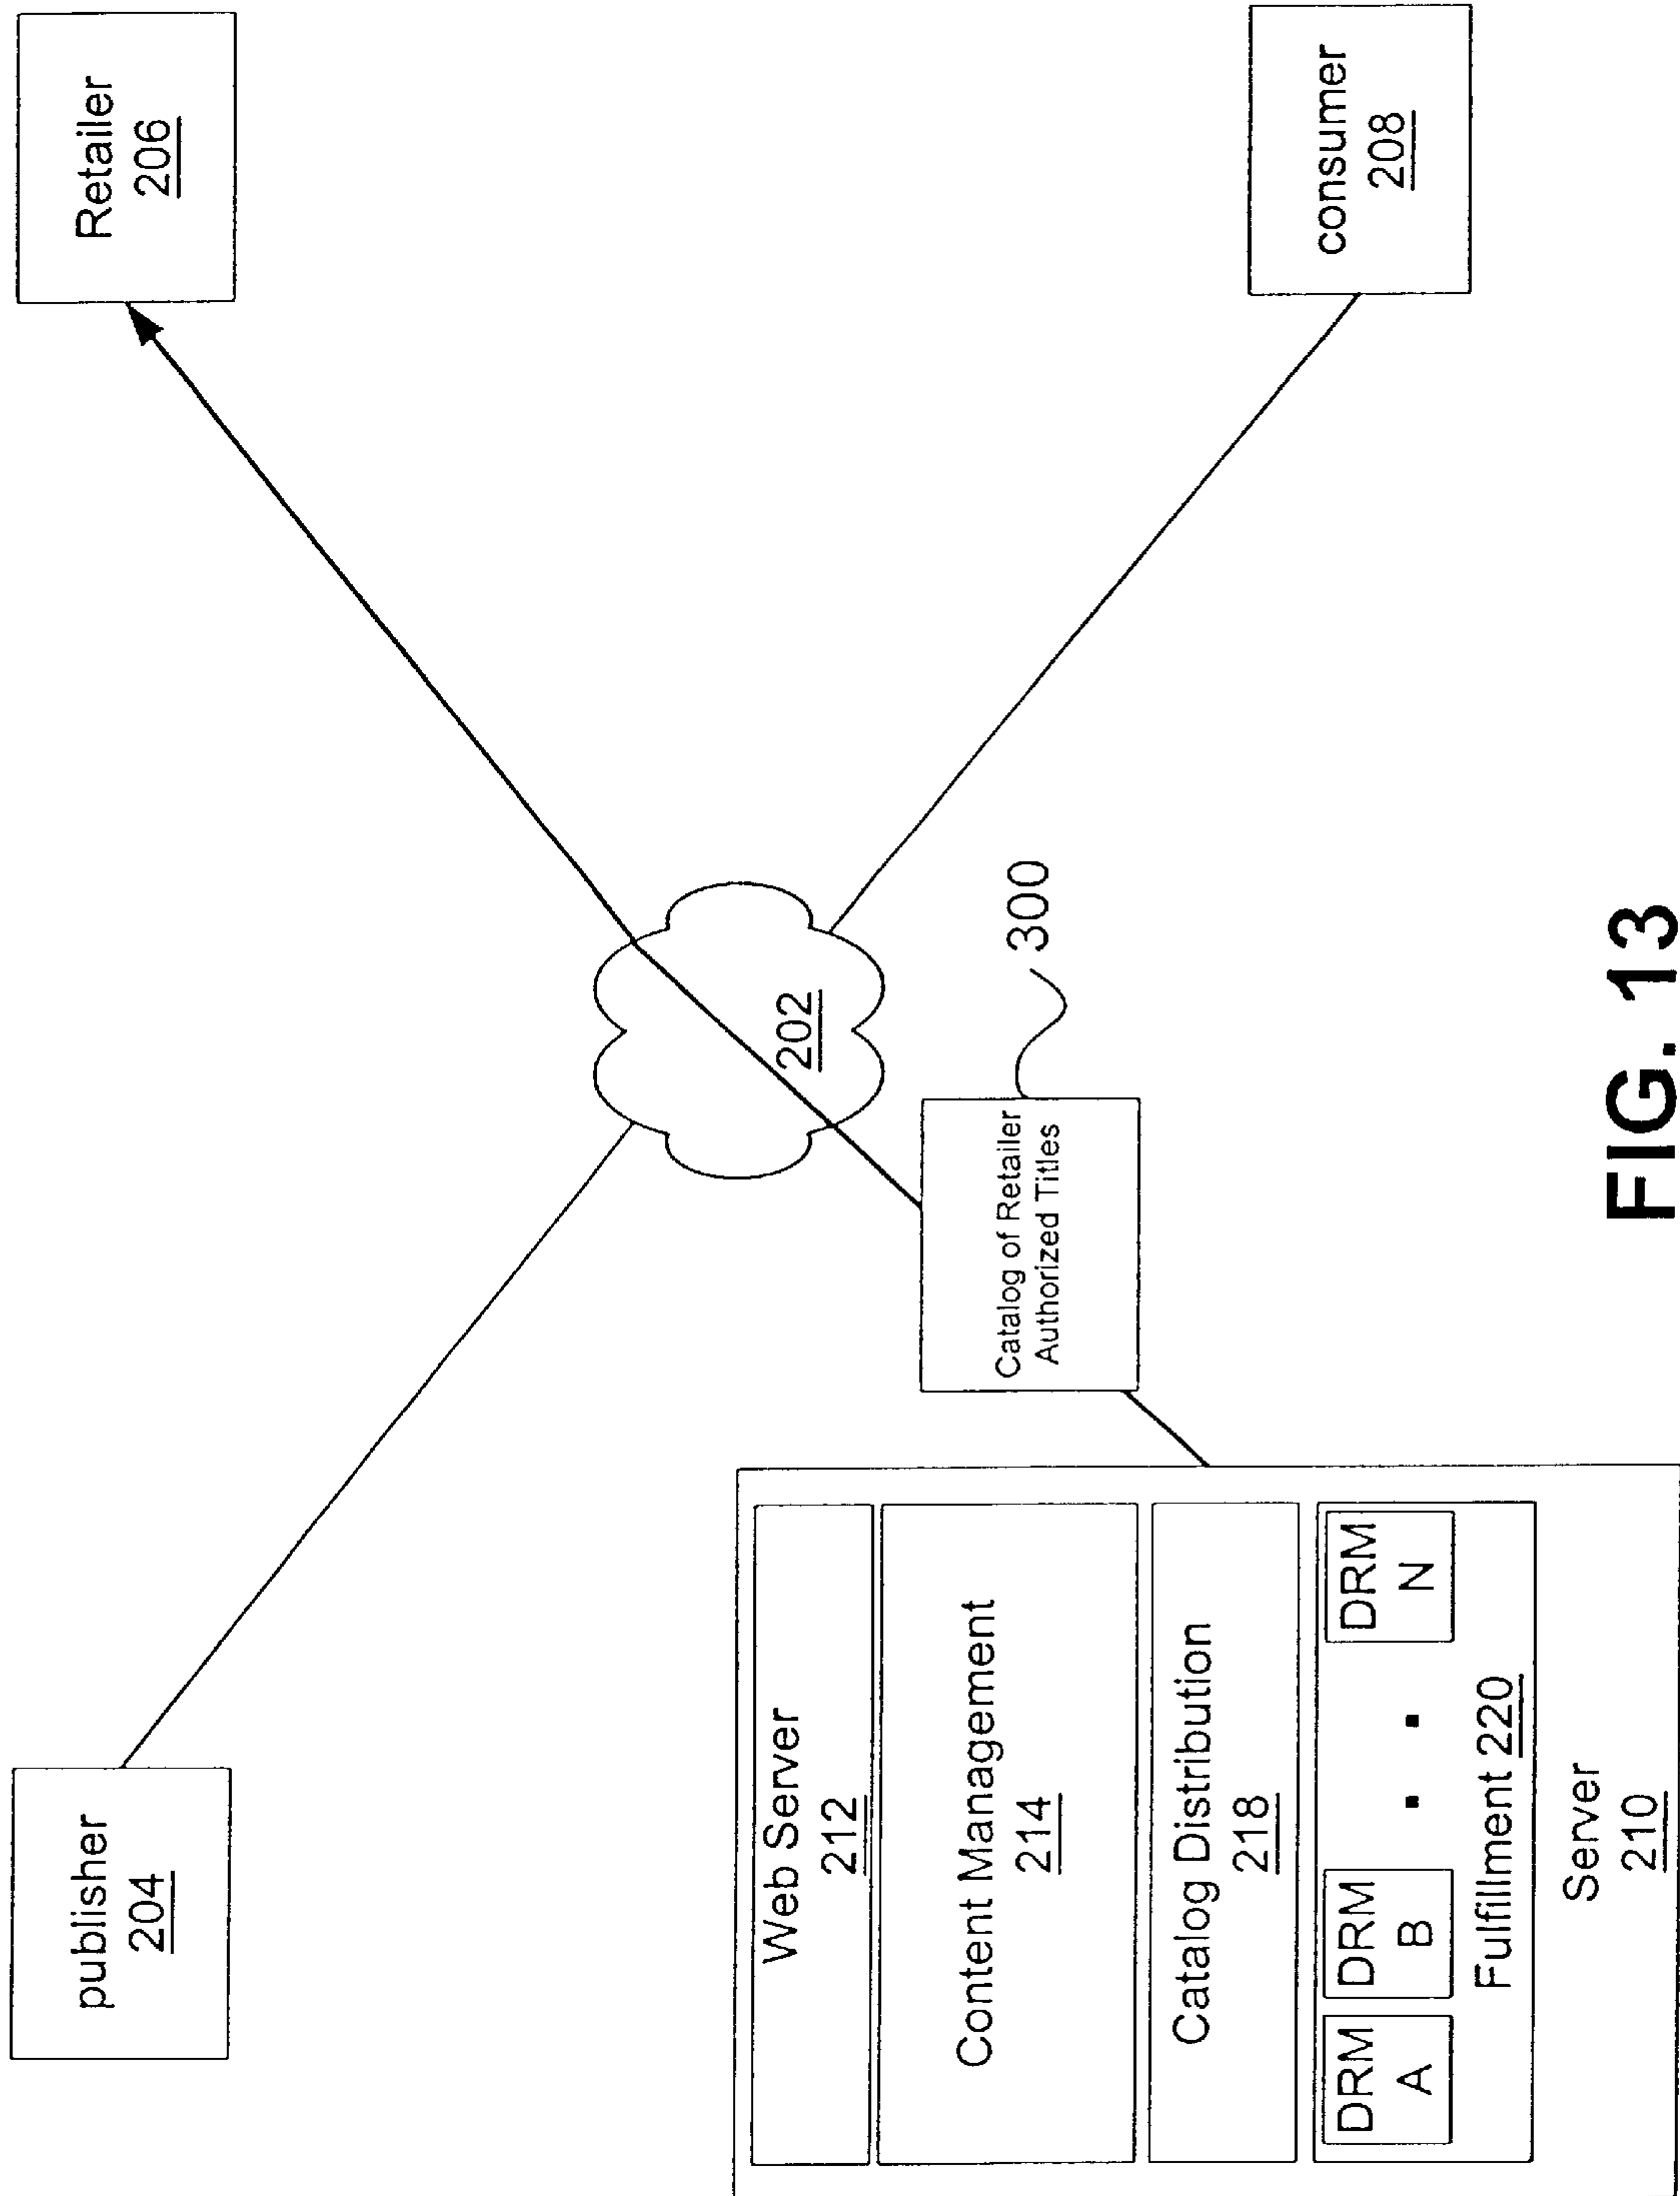 publisher
204
Retailer
206
Web Server
212
Content Management
214
Catalog Distribution
218
DRM
A
DRM
B
. .
DRM
N
Fulfillment 220
Server
210
Catalog of Retailer
Authorized Titles
300
202
consumer
208
FIG. 13